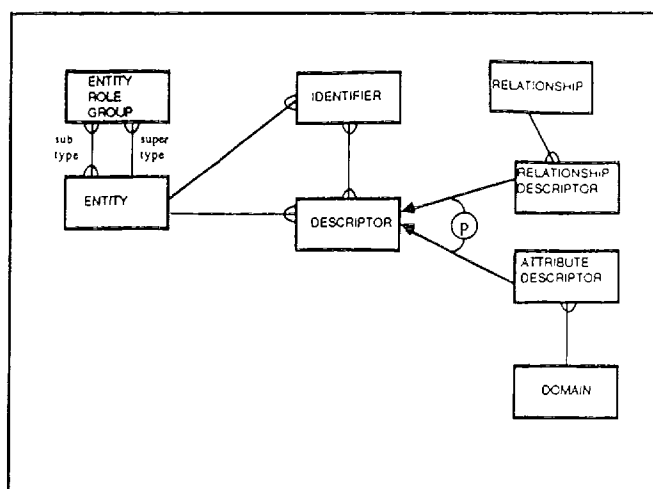 ENTITY
ROLE
GROUP
IDENTIFIER
RELATIONSHIP
sub
type
super
type
ENTITY
DESCRIPTOR
RELATIONSHIP
DESCRIPTOR
P
ATTRIBUTE
DESCRIPTOR
DOMAIN